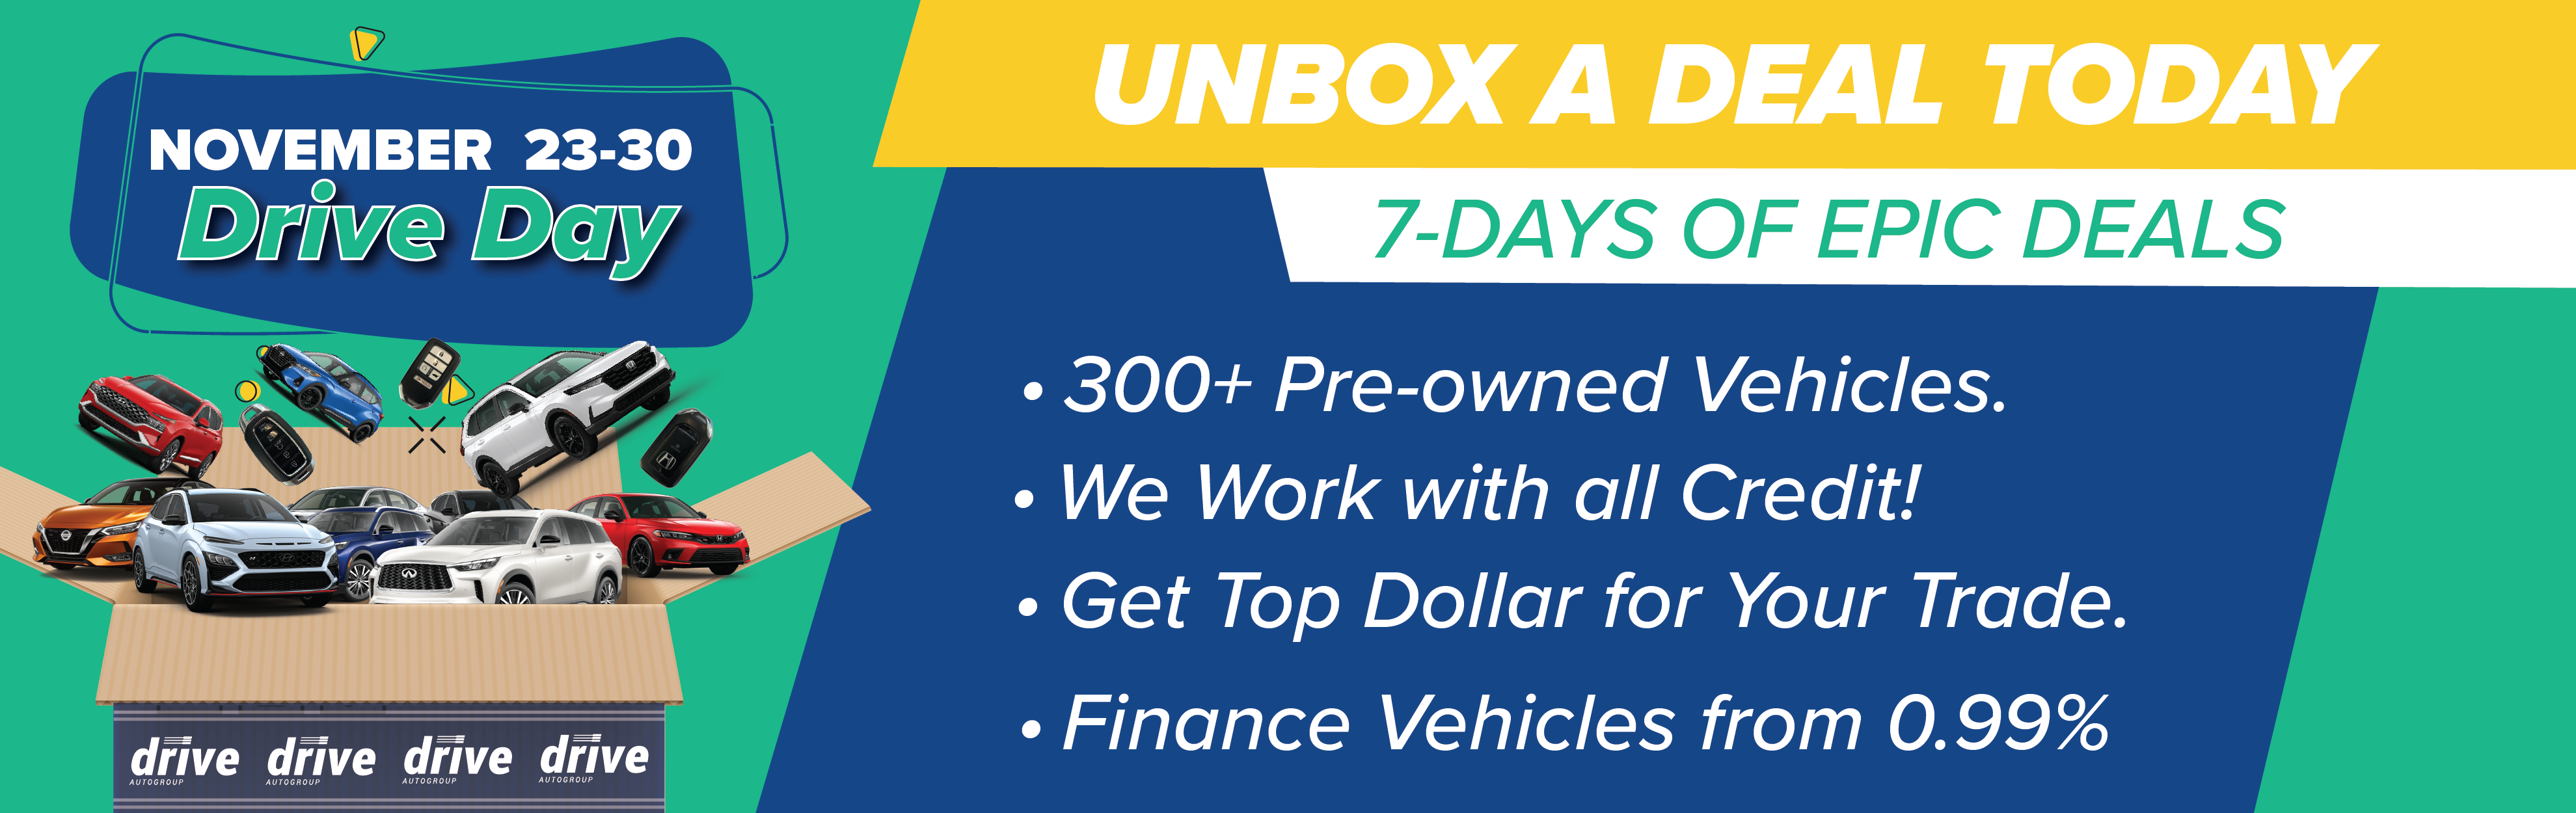 NOVEMBER 23-30
Drive Day
UNBOX A DEAL TODAY
7-DAYS OF EPIC DEALS
• 300+ Pre-owned Vehicles.
• We Work with all Credit!
• Get Top Dollar for Your Trade.
• Finance Vehicles from 0.99%
drive drive drive drive
AUTOGROUP AUTOGROUP AUTOGROUP AUTOGROUP